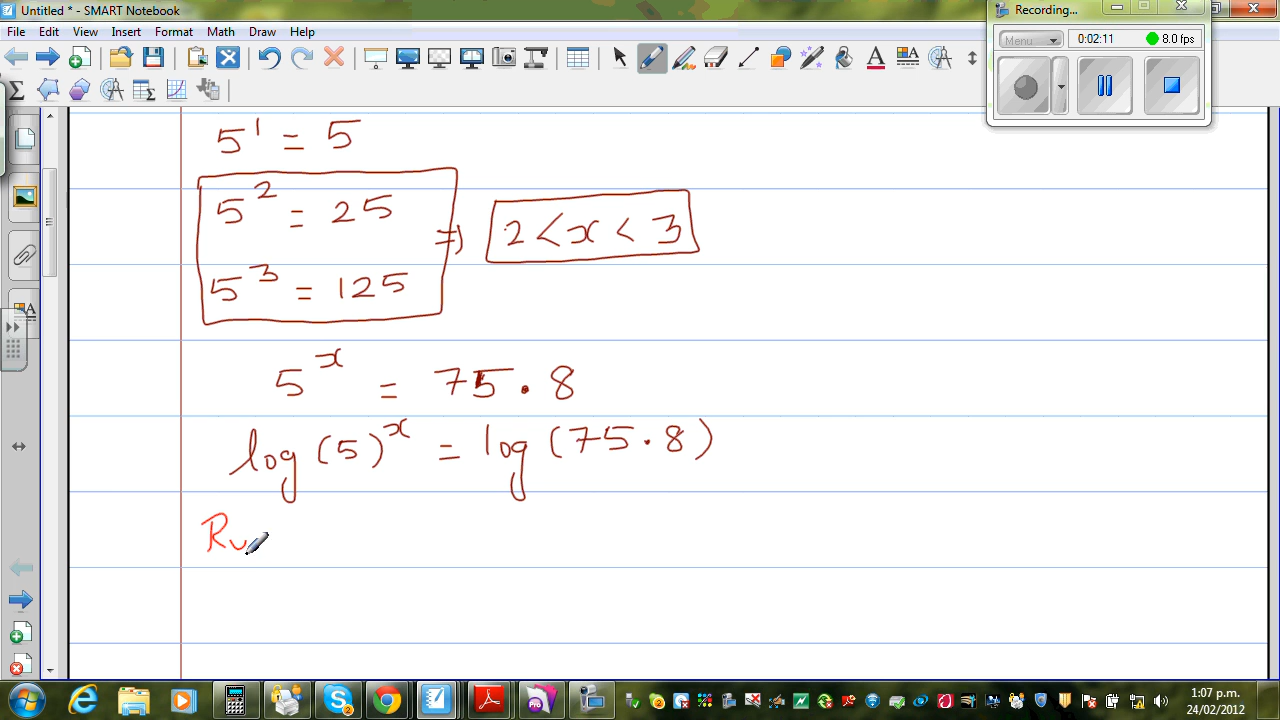 Untitled * - SMART Notebook
File Edit View Insert Format Math Draw Help
Recording...
Menu 0:02:11 8.0 fps
5¹ = 5
5² = 25
⇒ 2 < x < 3
5³ = 125
5ˣ = 75.8
log (5)ˣ = log (75.8)
Ru
1:07 p.m.
24/02/2012